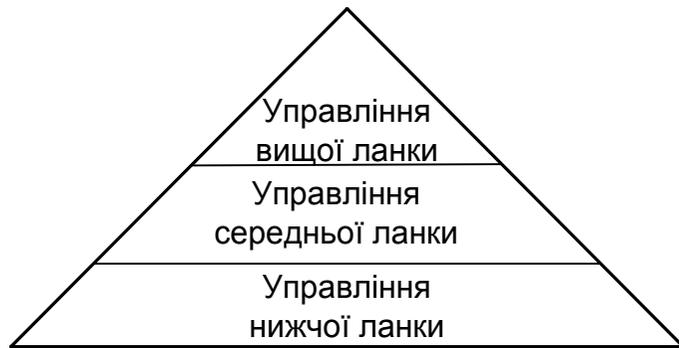 Управління
вищої ланки
Управління
середньої ланки
Управління
нижчої ланки